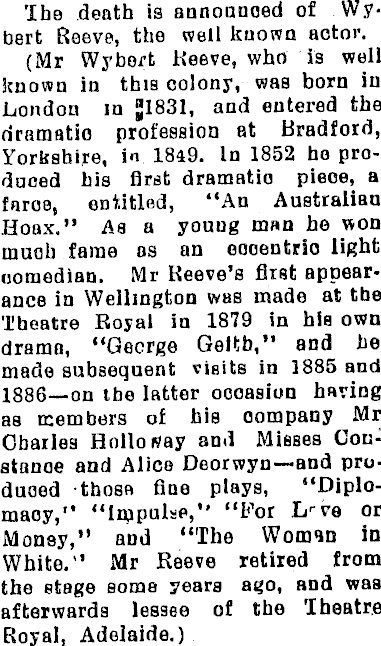 The death is announced of Wy-
bert Reeve, the well known actor.
(Mr Wybert Reeve, who is well
known in this colony, was born in
London in 1831, and entered the
dramatic profession at Bradford,
Yorkshire, in 1849. In 1852 he pro-
duced his first dramatic piece, a
farce, entitled, "An Australian
Hoax." As a young man he won
much fame as an eccentric light
comedian. Mr Reeve's first appear-
ance in Wellington was made at the
Theatre Royal in 1879 in his own
drama, "George Geith," and he
made subsequent visits in 1885 and
1886—on the latter occasion having
as members of his company Mr
Charles Holloway and Misses Con-
stance and Alice Deorwyn—and pro-
duced those fine plays, "Diplo-
macy," "Impulse," "For Love or
Money," and "The Woman in
White." Mr Reeve retired from
the stage some years ago, and was
afterwards lessee of the Theatre
Royal, Adelaide.)